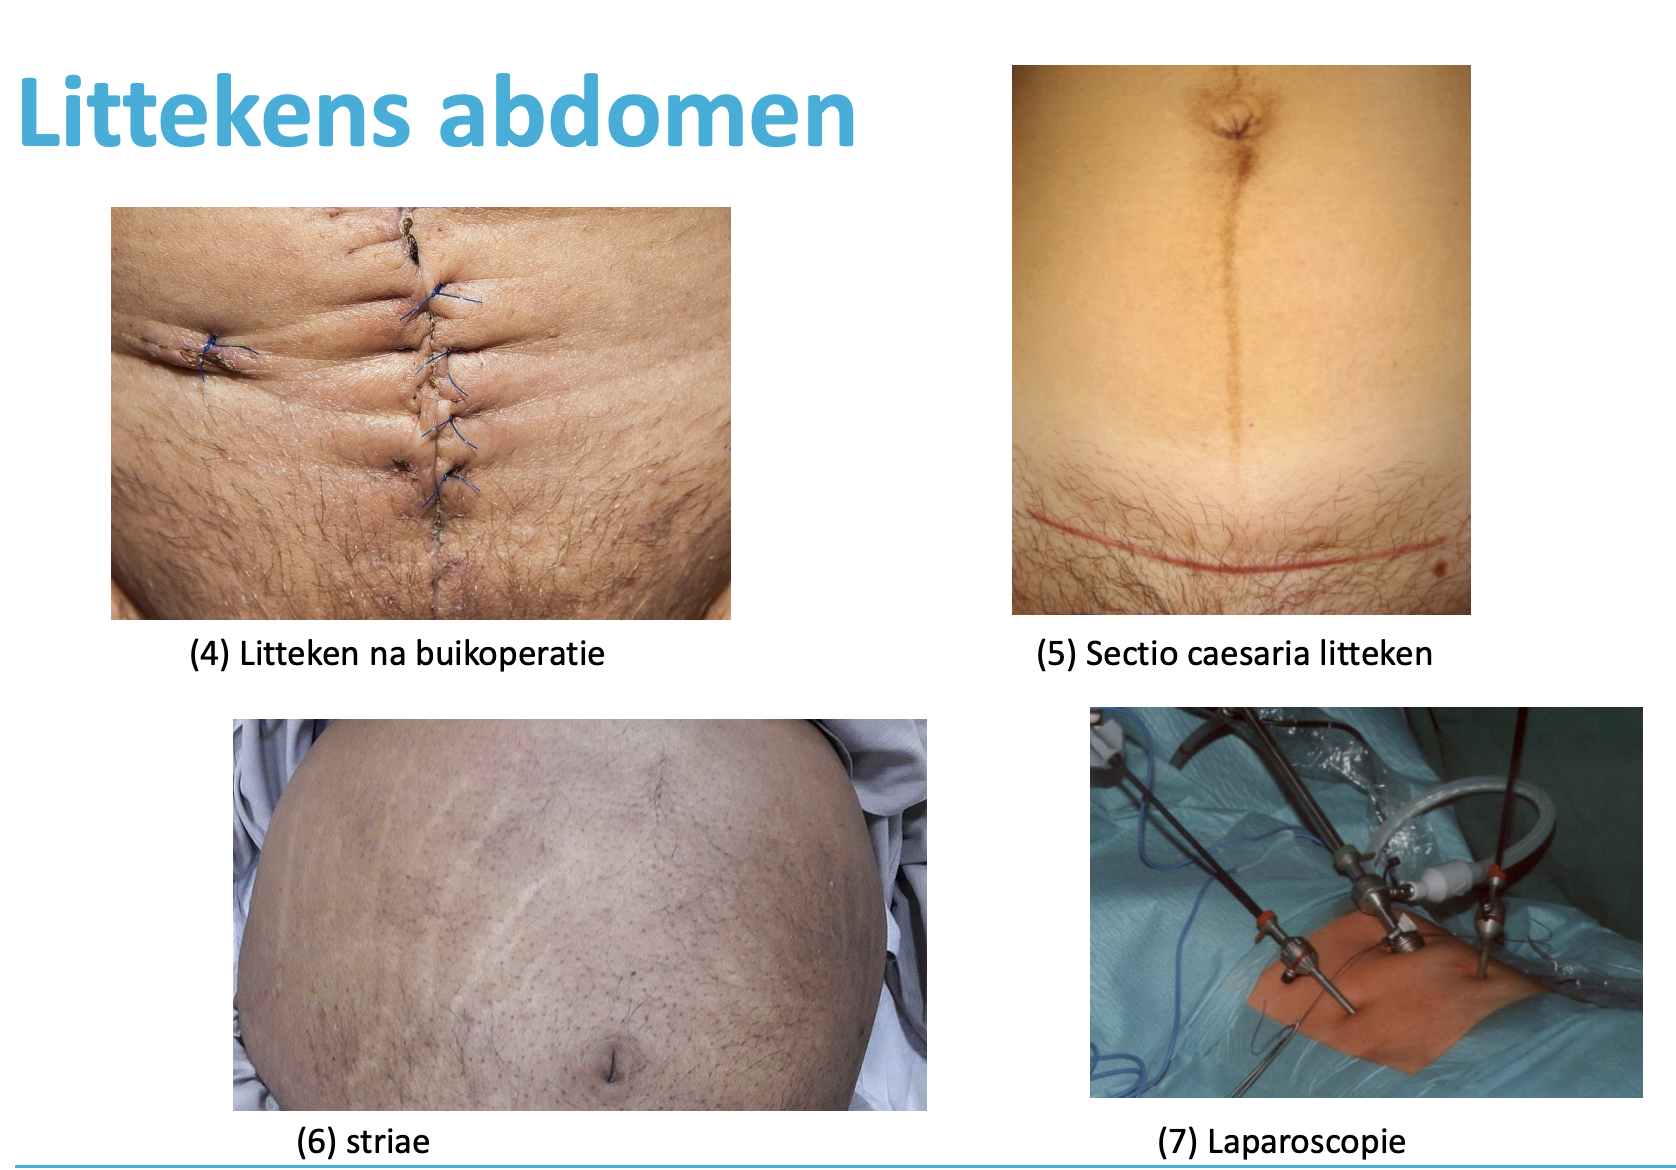 Littekens abdomen
(4) Litteken na buikoperatie
(5) Sectio caesaria litteken
(6) striae
(7) Laparoscopie